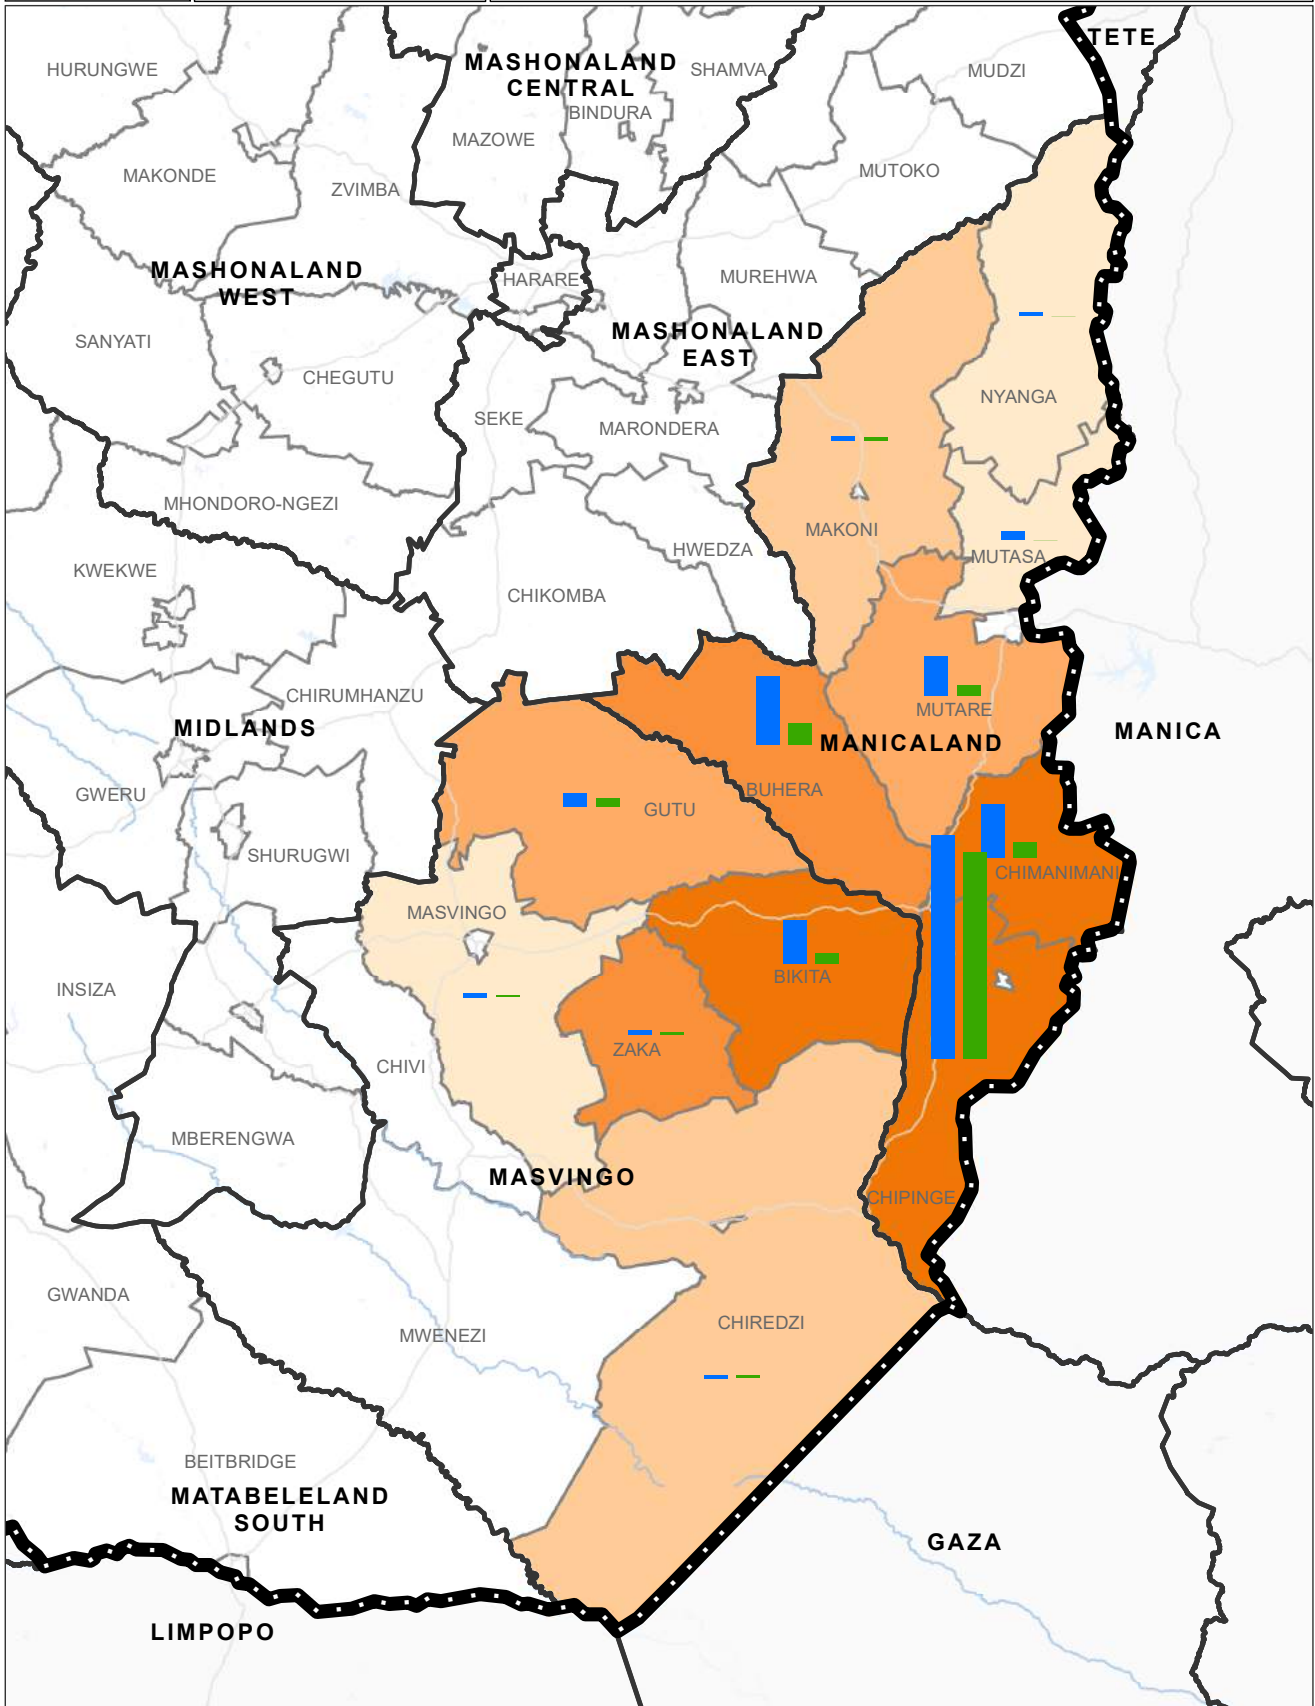 TETE
HURUNGWE
MASHONALAND
CENTRAL
SHAMVA
MUDZI
BINDURA
MAZOWE
MAKONDE
ZVIMBA
MUTOKO
MASHONALAND
WEST
HARARE
MUREHWA
SANYATI
MASHONALAND
EAST
CHEGUTU
NYANGA
SEKE
MARONDERA
MHONDORO-NGEZI
MAKONI
HWEDZA
MUTASA
KWEKWE
CHIKOMBA
CHIRUMHANZU
MUTARE
MIDLANDS
MANICALAND
MANICA
GWERU
BUHERA
GUTU
SHURUGWI
CHIMANIMANI
MASVINGO
BIKITA
INSIZA
ZAKA
CHIVI
MBERENGWA
MASVINGO
CHIPINGE
GWANDA
CHIREDZI
MWENEZI
BEITBRIDGE
MATABELELAND
SOUTH
GAZA
LIMPOPO